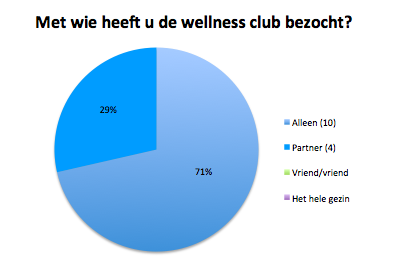 Met wie heeft u de wellness club bezocht?
29%
71%
Alleen (10)
Partner (4)
Vriend/vriend
Het hele gezin